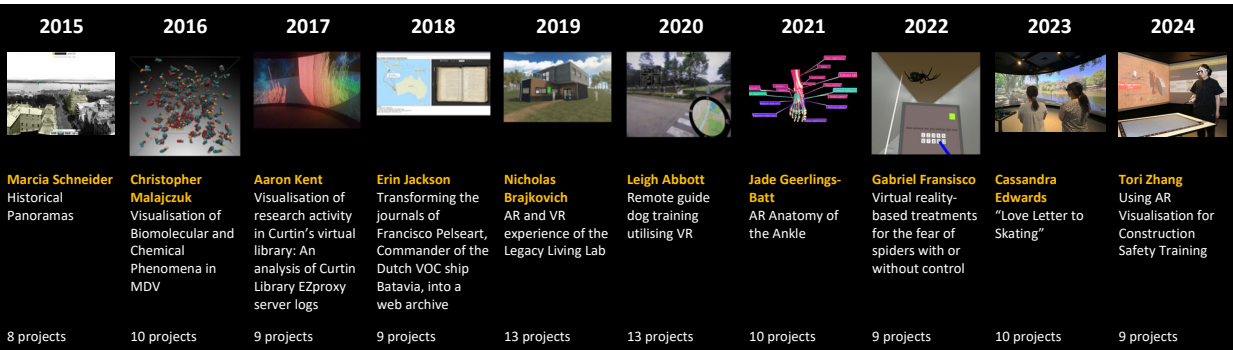 2015
2016
2017
2018
2019
2020
2021
2022
2023
2024
Marcia Schneider
Historical
Panoramas
8 projects
Christopher
Malajczuk
Visualisation of
Biomolecular and
Chemical
Phenomena in
MDV
10 projects
Aaron Kent
Visualisation of
research activity
in Curtin’s virtual
library: An
analysis of Curtin
Library EZproxy
server logs
9 projects
Erin Jackson
Transforming the
journals of
Francisco Pelseart,
Commander of the
Dutch VOC ship
Batavia, into a
web archive
9 projects
Nicholas
Brajkovich
AR and VR
experience of the
Legacy Living Lab
13 projects
Leigh Abbott
Remote guide
dog training
utilising VR
13 projects
Jade Geerlings-
Batt
AR Anatomy of
the Ankle
10 projects
Gabriel Fransisco
Virtual reality-
based treatments
for the fear of
spiders with or
without control
9 projects
Cassandra
Edwards
“Love Letter to
Skating”
10 projects
Tori Zhang
Using AR
Visualisation for
Construction
Safety Training
9 projects